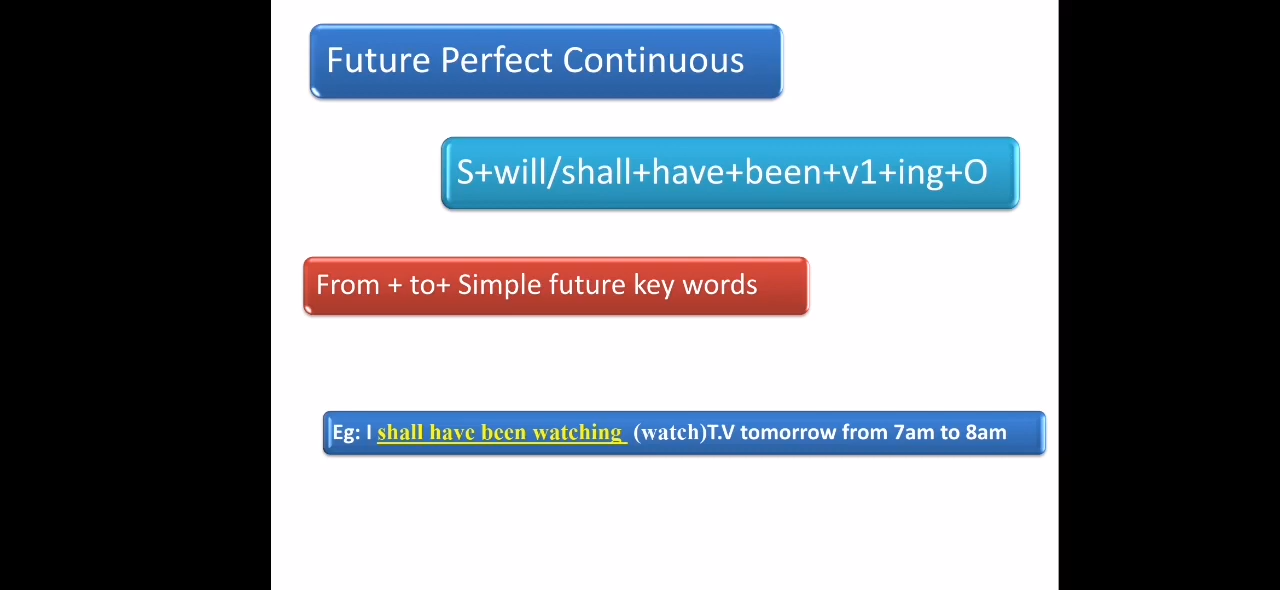 Future Perfect Continuous
S+will/shall+have+been+v1+ing+O
From + to+ Simple future key words
Eg: I shall have been watching  (watch)T.V tomorrow from 7am to 8am